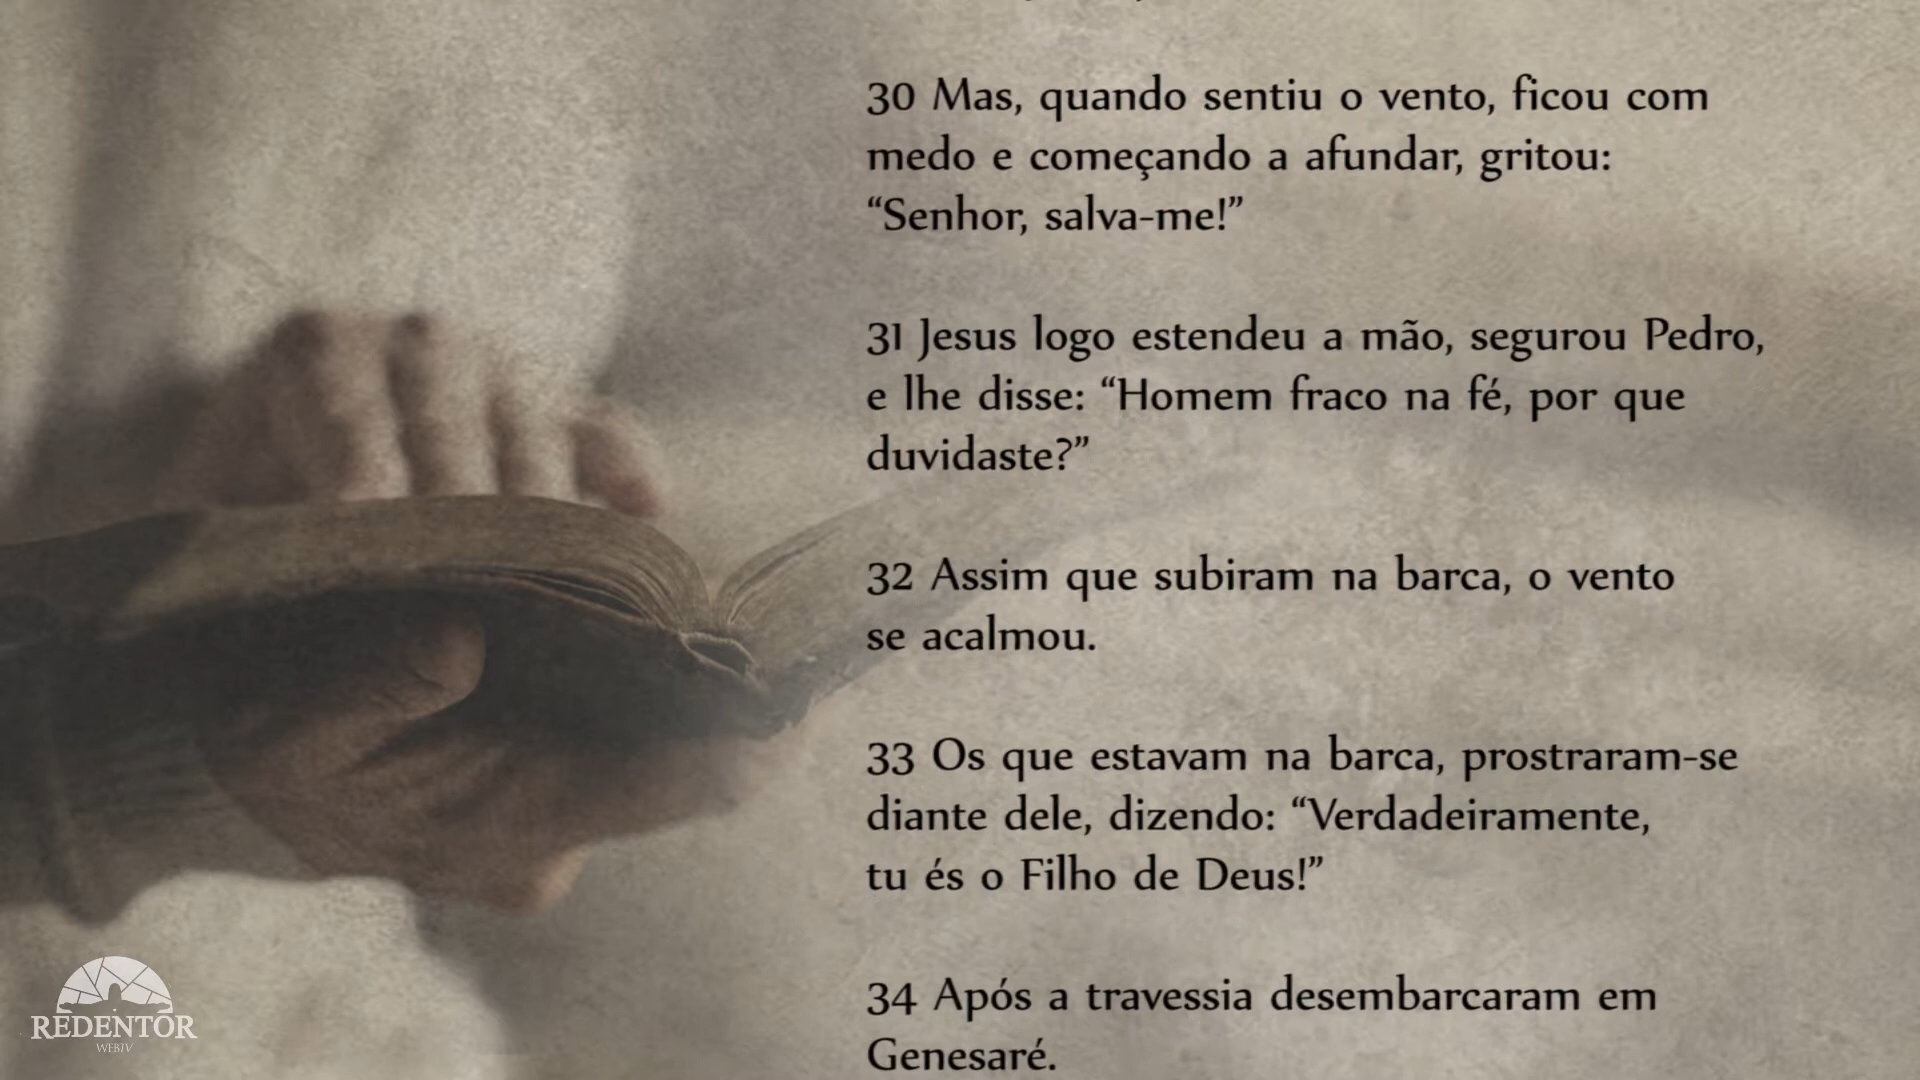 30 Mas, quando sentiu o vento, ficou com
medo e começando a afundar, gritou:
“Senhor, salva-me!”
31 Jesus logo estendeu a mão, segurou Pedro,
e lhe disse: “Homem fraco na fé, por que
duvidaste?”
32 Assim que subiram na barca, o vento
se acalmou.
33 Os que estavam na barca, prostraram-se
diante dele, dizendo: “Verdadeiramente,
tu és o Filho de Deus!”
34 Após a travessia desembarcaram em
Genesaré.
REDENTOR
WEBTV